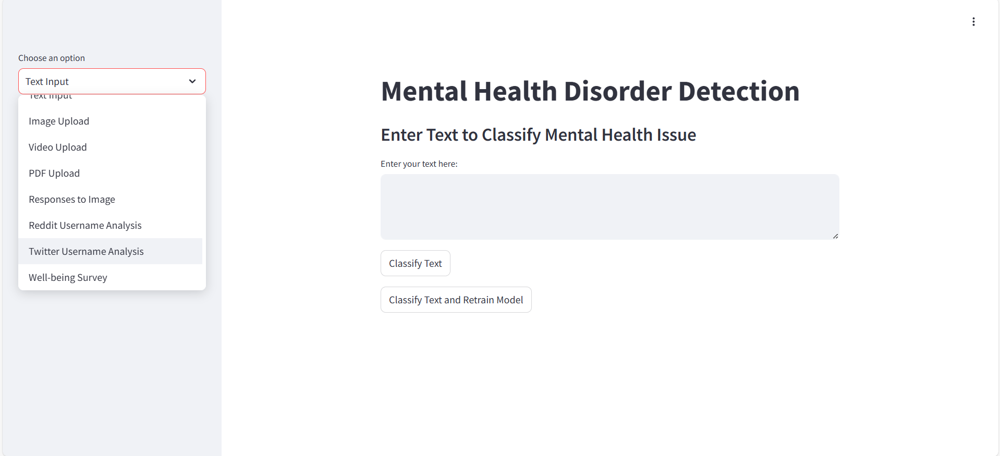 Choose an option
Text Input
Text Input
Image Upload
Video Upload
PDF Upload
Responses to Image
Reddit Username Analysis
Twitter Username Analysis
Well-being Survey
Mental Health Disorder Detection
Enter Text to Classify Mental Health Issue
Enter your text here:
Classify Text
Classify Text and Retrain Model